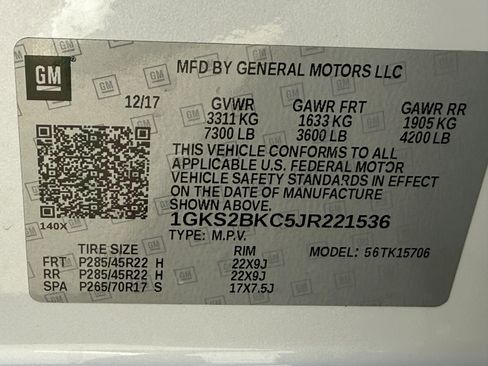 GM
MFD BY GENERAL MOTORS LLC
12/17 GVWR GAWR FRT GAWR RR
3311 KG 1633 KG 1905 KG
7300 LB 3600 LB 4200 LB
THIS VEHICLE CONFORMS TO ALL
APPLICABLE U.S. FEDERAL MOTOR
VEHICLE SAFETY STANDARDS IN EFFECT
ON THE DATE OF MANUFACTURE
SHOWN ABOVE.
140X 1GKS2BKC5JR221536
TYPE: M.P.V. MODEL: 56TK15706
TIRE SIZE RIM
FRT P285/45R22 H 22X9J
RR P285/45R22 H 22X9J
SPA P265/70R17 S 17X7.5J